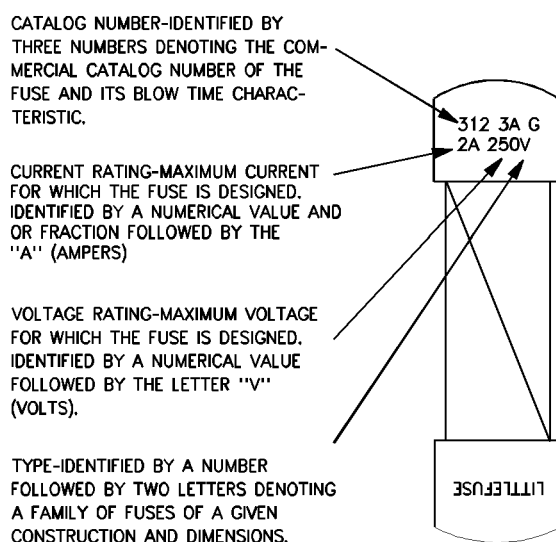 CATALOG NUMBER-IDENTIFIED BY
THREE NUMBERS DENOTING THE COM-
MERCIAL CATALOG NUMBER OF THE
FUSE AND ITS BLOW TIME CHARAC-
TERISTIC.
CURRENT RATING-MAXIMUM CURRENT
FOR WHICH THE FUSE IS DESIGNED.
IDENTIFIED BY A NUMERICAL VALUE AND
OR FRACTION FOLLOWED BY THE
"A" (AMPERS)
VOLTAGE RATING-MAXIMUM VOLTAGE
FOR WHICH THE FUSE IS DESIGNED.
IDENTIFIED BY A NUMERICAL VALUE
FOLLOWED BY THE LETTER "V"
(VOLTS).
TYPE-IDENTIFIED BY A NUMBER
FOLLOWED BY TWO LETTERS DENOTING
A FAMILY OF FUSES OF A GIVEN
CONSTRUCTION AND DIMENSIONS.
312 3A G
2A 250V
LITTLEFUSE